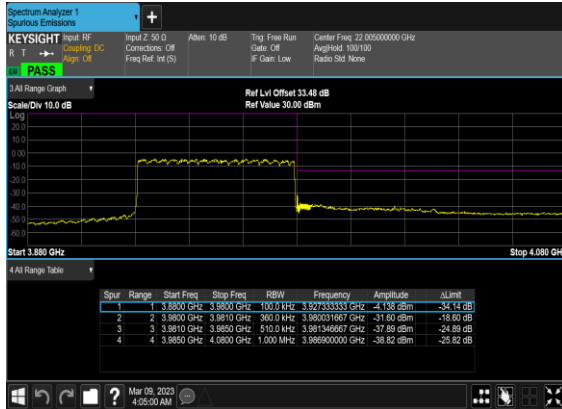 Spectrum Analyzer 1
Spurious Emissions
+
KEYSIGHT Input: RF Input Z: 50 Ω Atten: 10 dB Trig: Free Run Center Freq: 22.005000000 GHz
R T Coupling: DC Corrections: Off Gate: Off Avg|Hold: 100/100
Align: Off Freq Ref: Int (S) IF Gain: Low Radio Std: None
PASS
3 All Range Graph
Ref Lvl Offset 33.48 dB
Scale/Div 10.0 dB Ref Value 30.00 dBm
Log
20.0
10.0
0.00
-10.0
-20.0
-30.0
-40.0
-50.0
-60.0
Start 3.880 GHz Stop 4.080 GH
4 All Range Table
Spur Range Start Freq Stop Freq RBW Frequency Amplitude ΔLimit
1 1 3.8800 GHz 3.9800 GHz 100.0 kHz 3.927333333 GHz -4.138 dBm -34.14 dB
2 2 3.9800 GHz 3.9810 GHz 360.0 kHz 3.980031667 GHz -31.60 dBm -18.60 dB
3 3 3.9810 GHz 3.9850 GHz 510.0 kHz 3.981346667 GHz -37.89 dBm -24.89 dB
4 4 3.9850 GHz 4.0800 GHz 1.000 MHz 3.986900000 GHz -38.82 dBm -25.82 dB
? Mar 09, 2023
4:05:00 AM